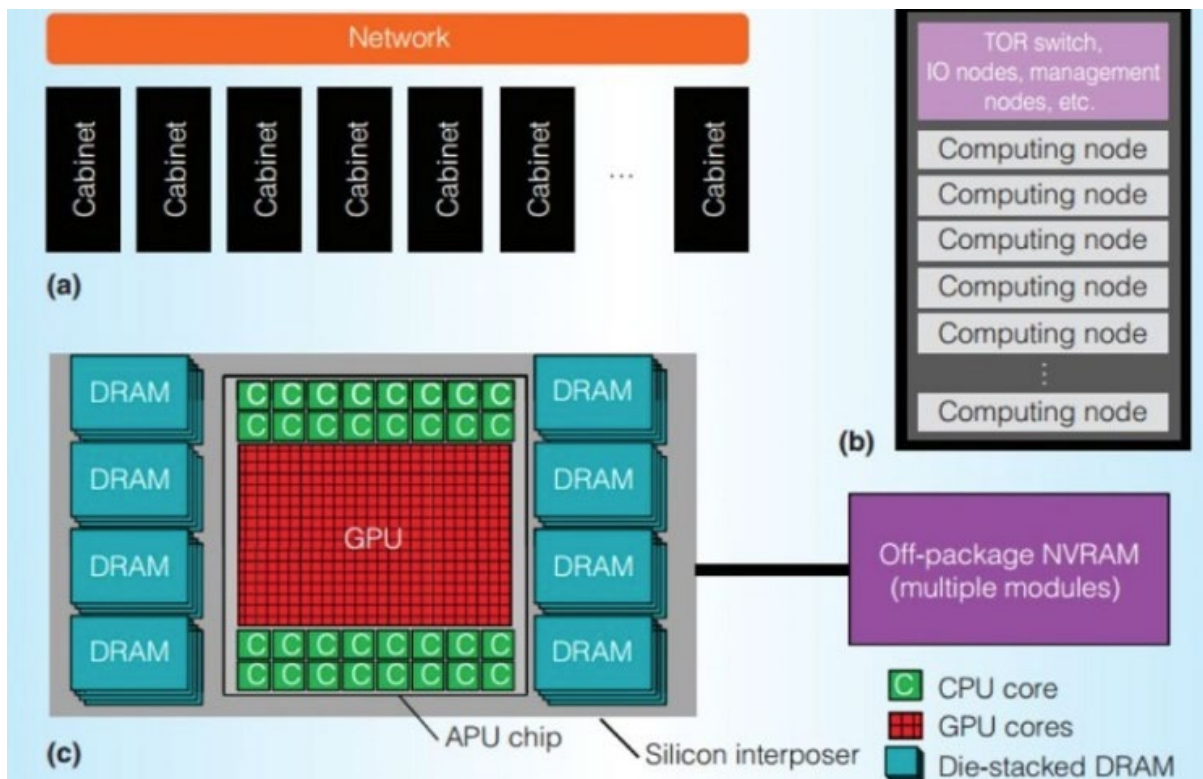 Network
Cabinet
Cabinet
Cabinet
Cabinet
Cabinet
Cabinet
...
Cabinet
(a)
TOR switch,
IO nodes, management
nodes, etc.
Computing node
Computing node
Computing node
Computing node
Computing node
...
Computing node
(b)
DRAM
DRAM
DRAM
DRAM
C C C C C C C C
C C C C C C C C
GPU
C C C C C C C C
C C C C C C C C
DRAM
DRAM
DRAM
DRAM
APU chip
Silicon interposer
(c)
Off-package NVRAM
(multiple modules)
C CPU core
GPU cores
Die-stacked DRAM